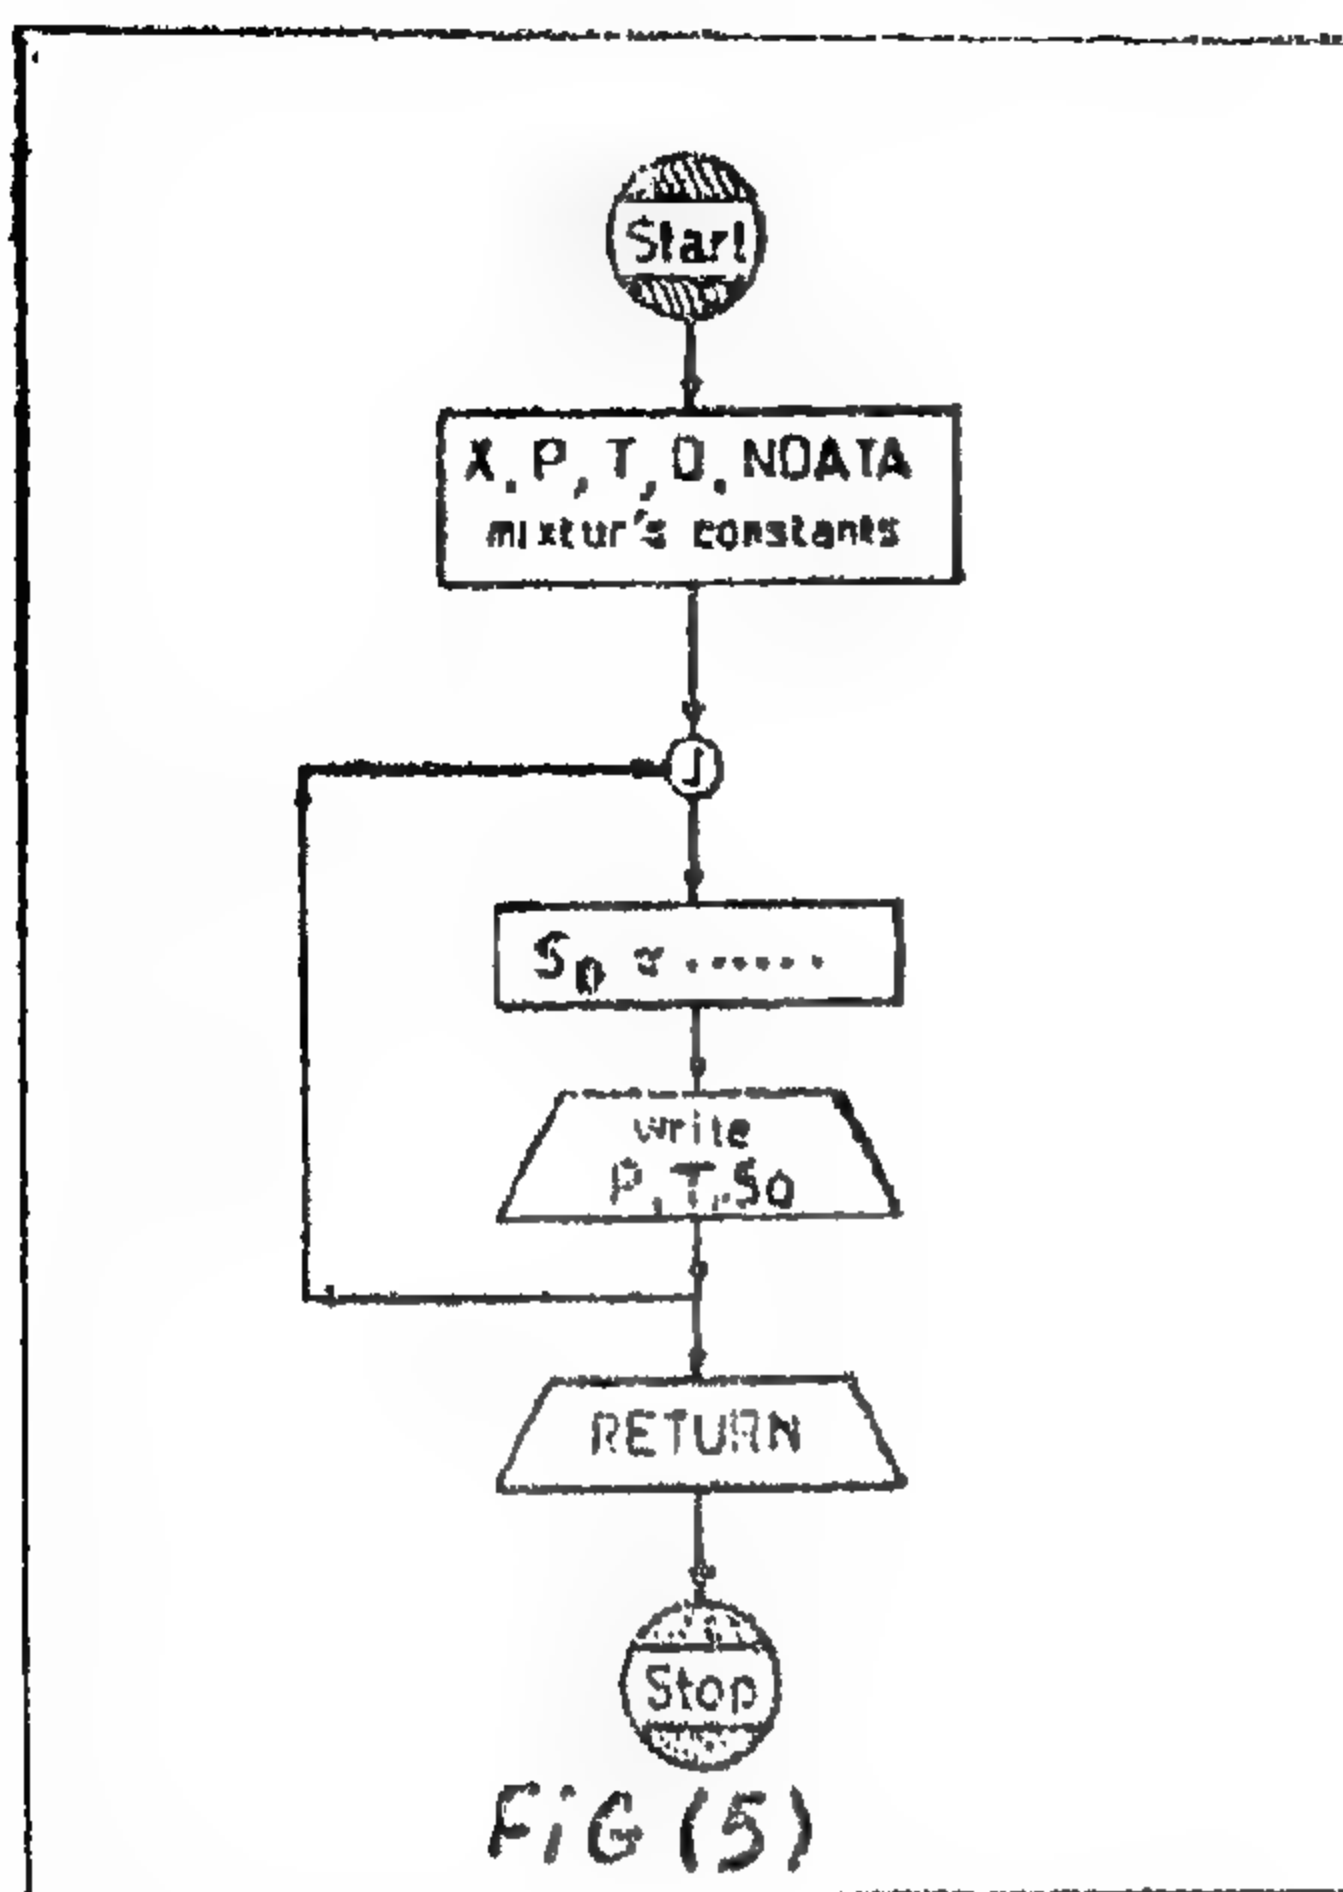 Start
X, P, T, D, NDATA
mixtur's constants
J
S₀ = ......
write
P, T, S₀
RETURN
Stop
FiG (5)